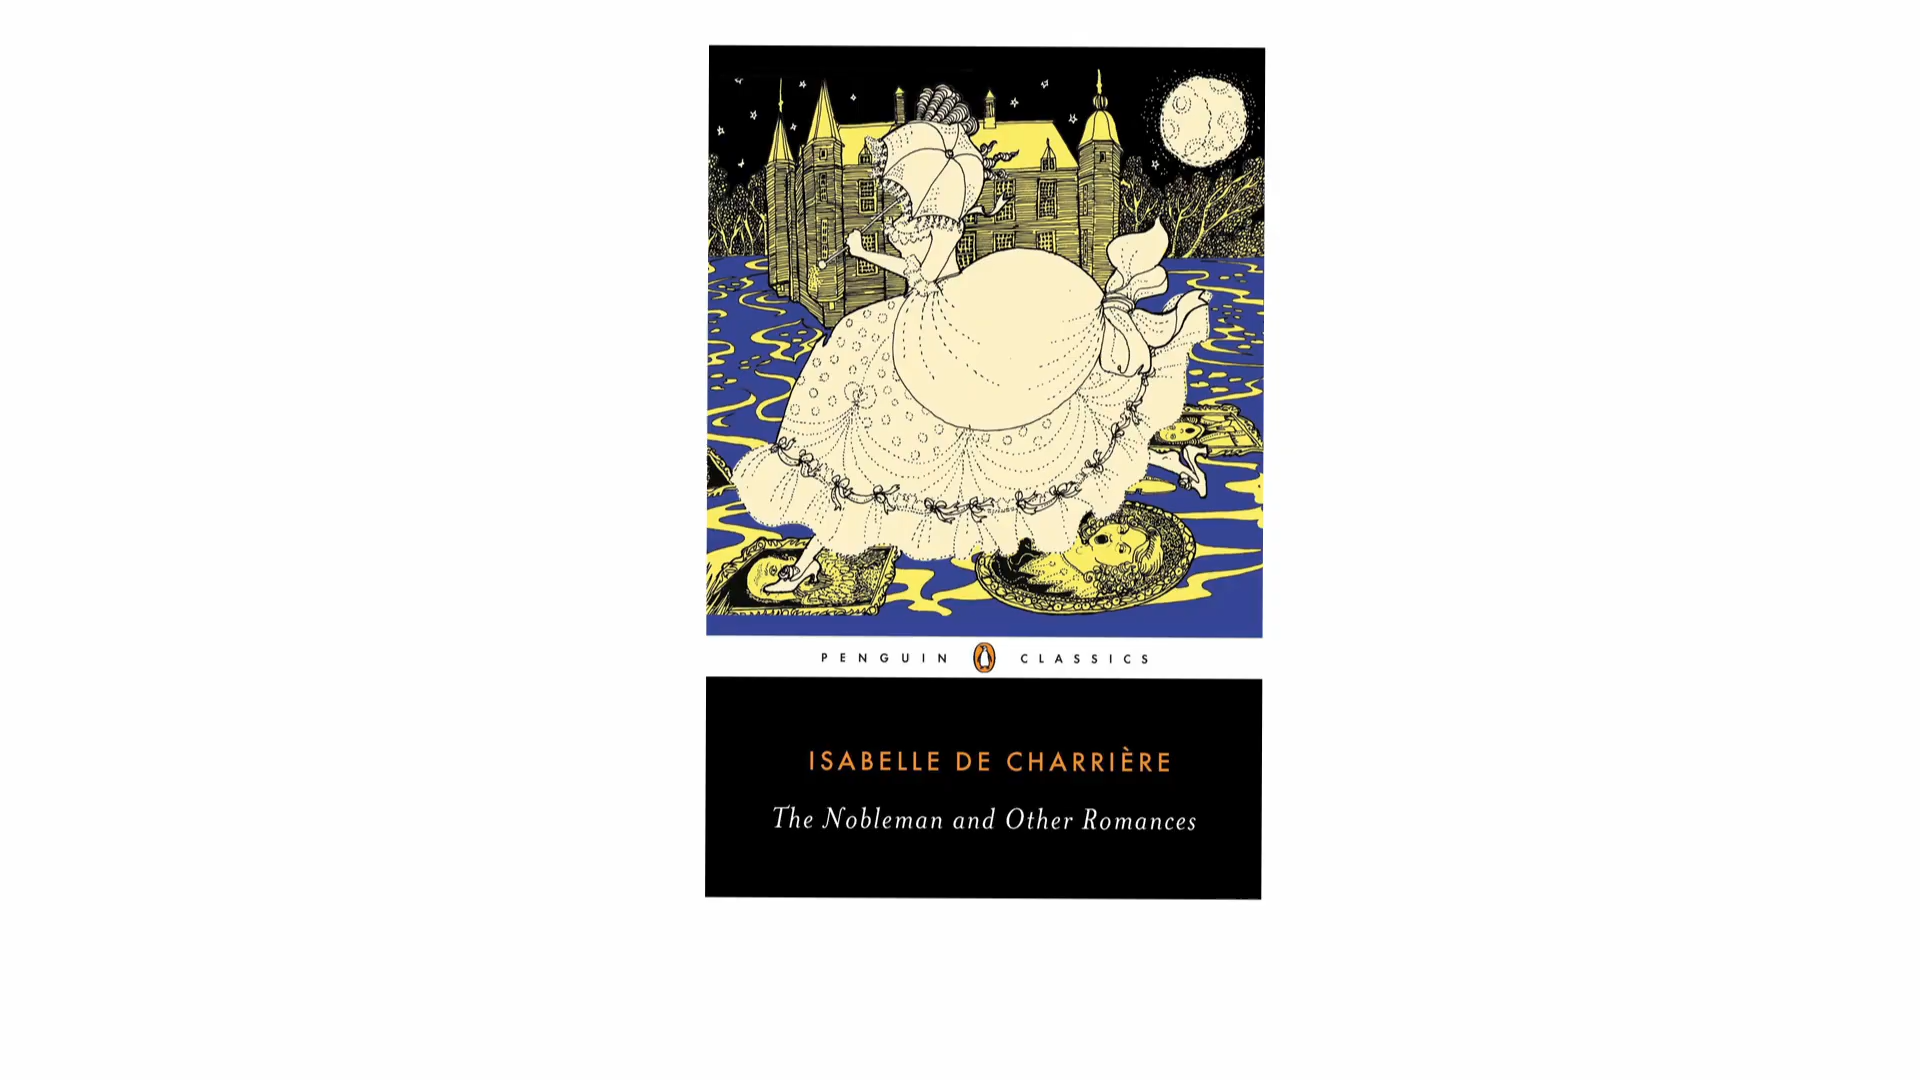 PENGUIN CLASSICS
ISABELLE DE CHARRIÈRE
The Nobleman and Other Romances